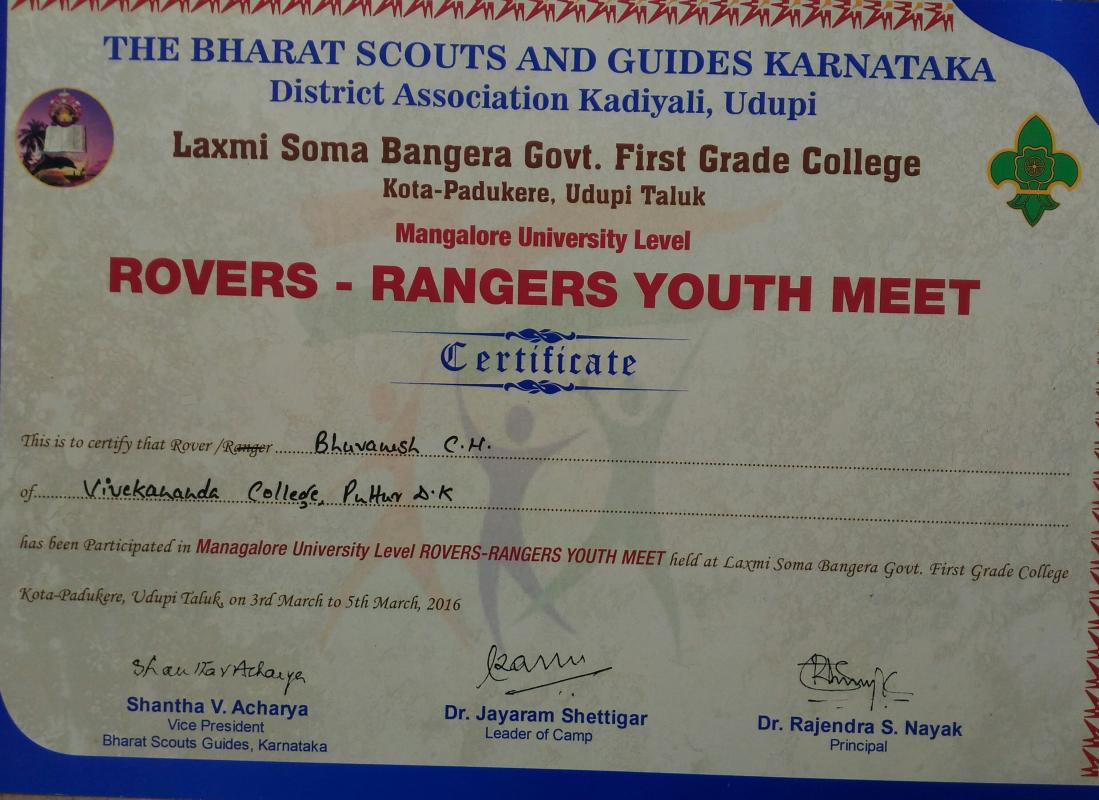 THE BHARAT SCOUTS AND GUIDES KARNATAKA
District Association Kadiyali, Udupi
Laxmi Soma Bangera Govt. First Grade College
Kota-Padukere, Udupi Taluk
Mangalore University Level
ROVERS - RANGERS YOUTH MEET
Certificate
This is to certify that Rover /Ranger Bhuvanesh C.H.
of Vivekananda College, Puttur D.K
has been Participated in Managalore University Level ROVERS-RANGERS YOUTH MEET held at Laxmi Soma Bangera Govt. First Grade College
Kota-Padukere, Udupi Taluk, on 3rd March to 5th March, 2016
Shantha V. Acharya
Dr. Jayaram Shettigar
Dr. Rajendra S. Nayak
Vice President
Leader of Camp
Principal
Bharat Scouts Guides, Karnataka